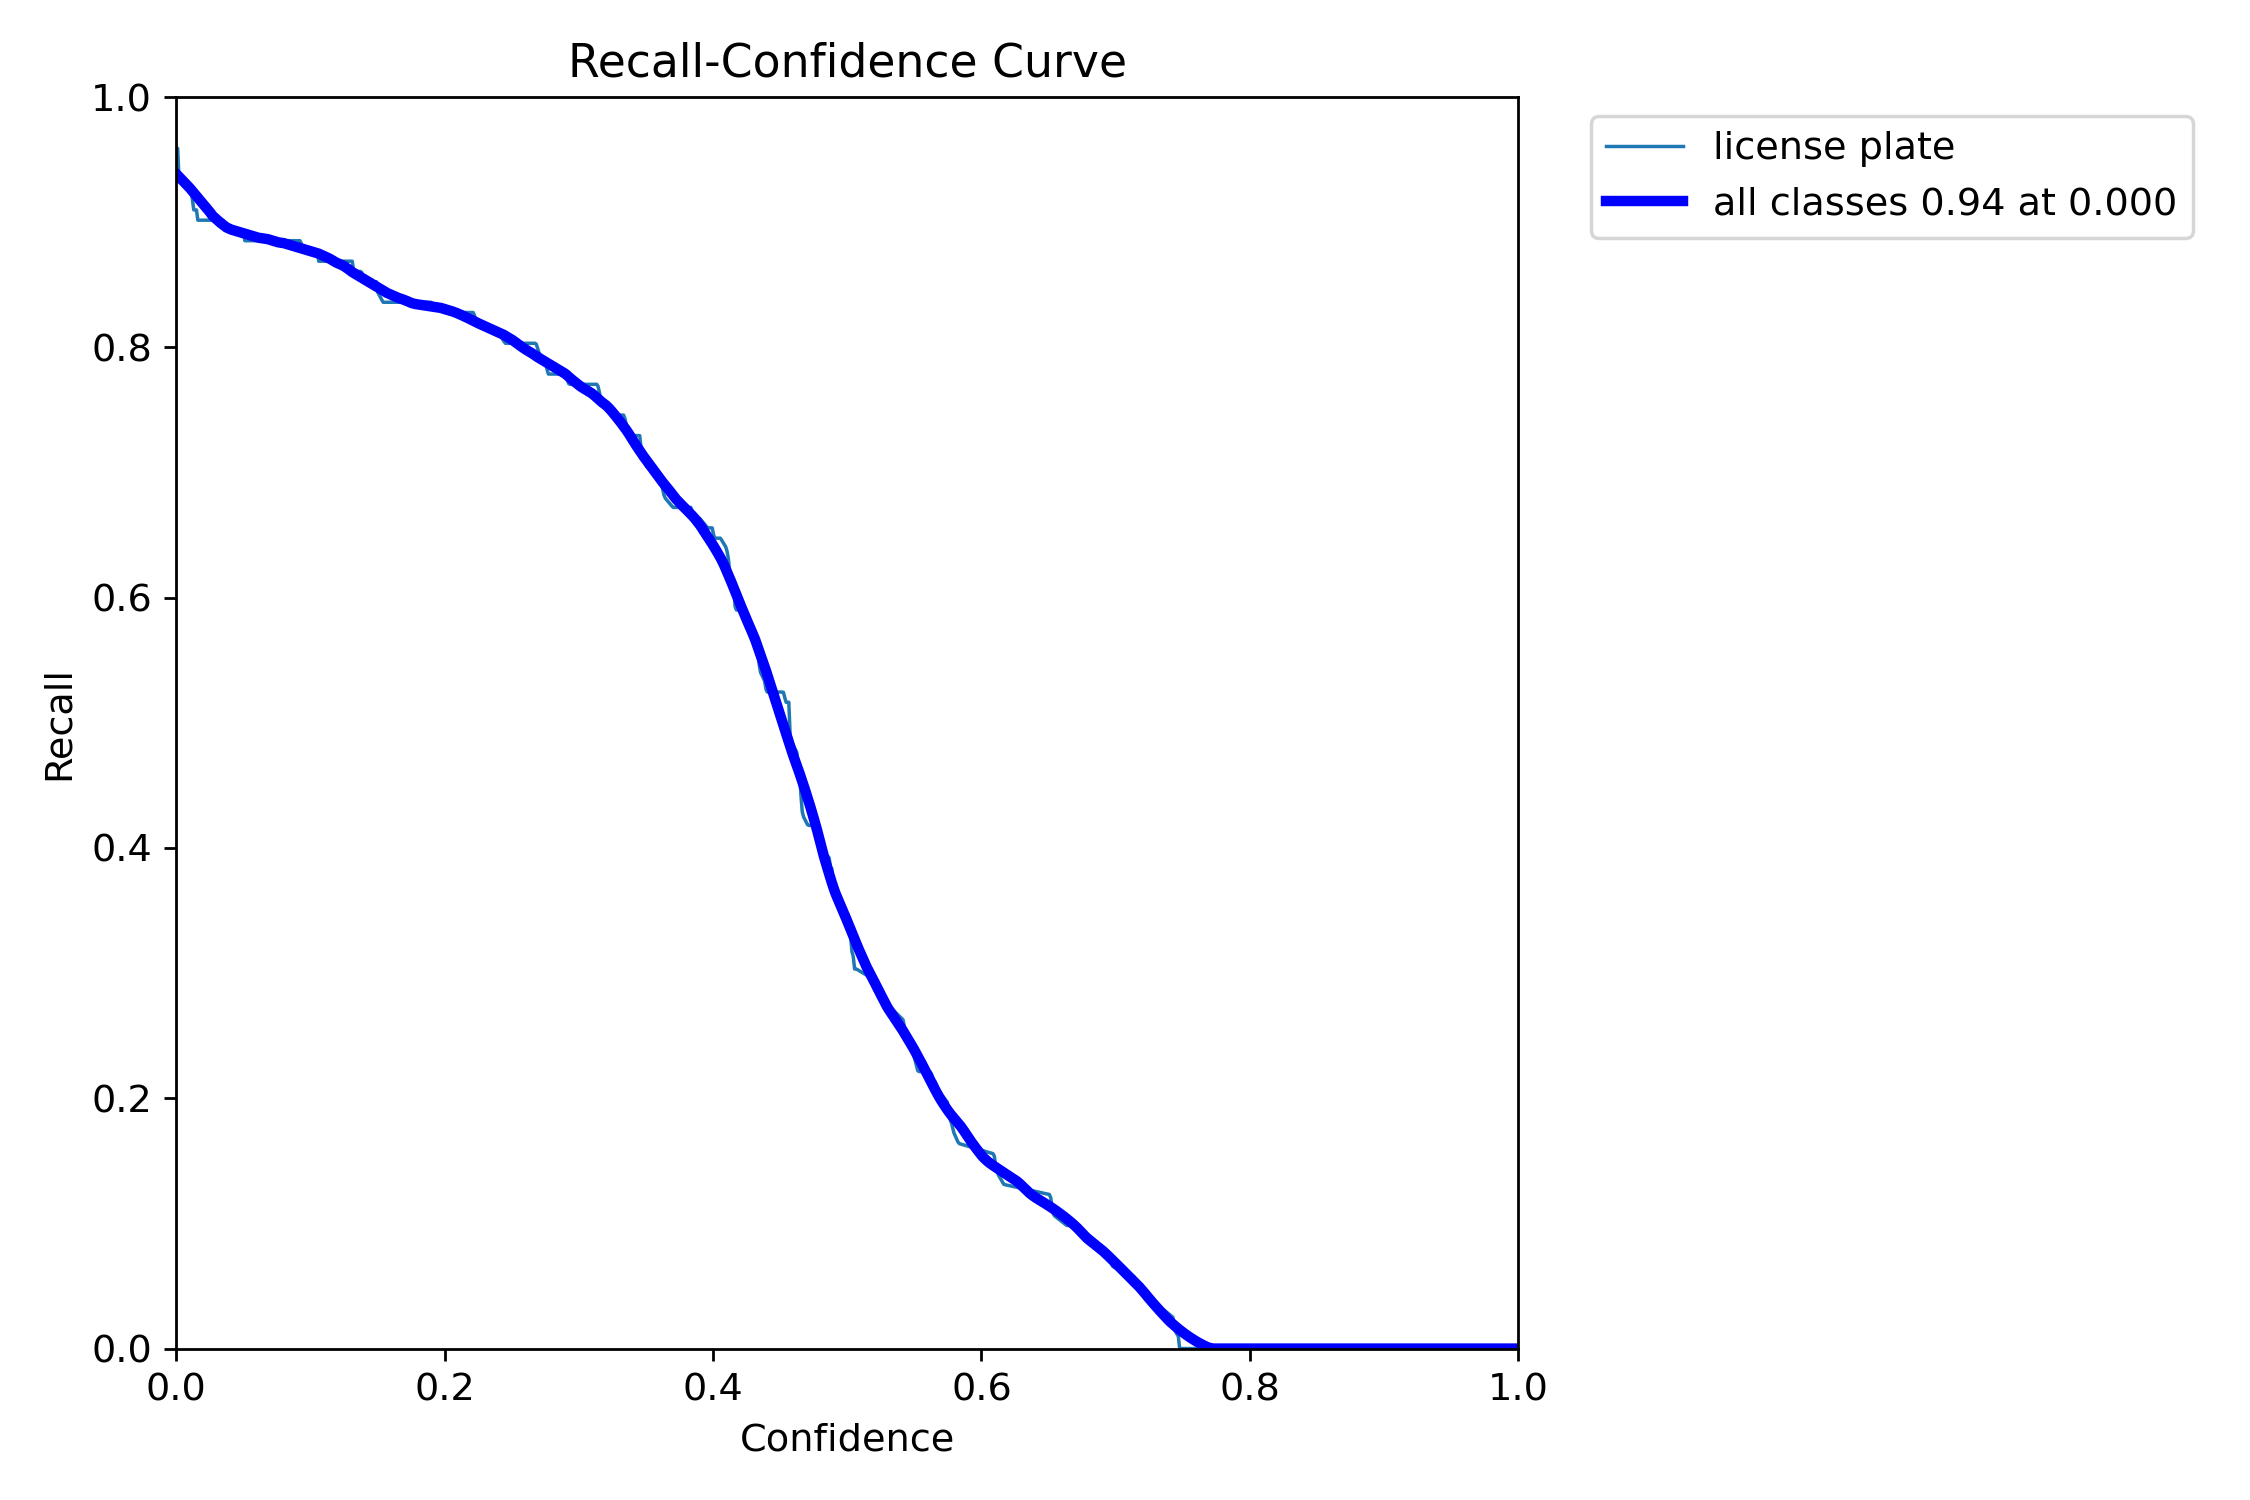 Recall-Confidence Curve
1.0
0.8
0.6
0.4
0.2
0.0
Recall
0.0 0.2 0.4 0.6 0.8 1.0
Confidence
license plate
all classes 0.94 at 0.000